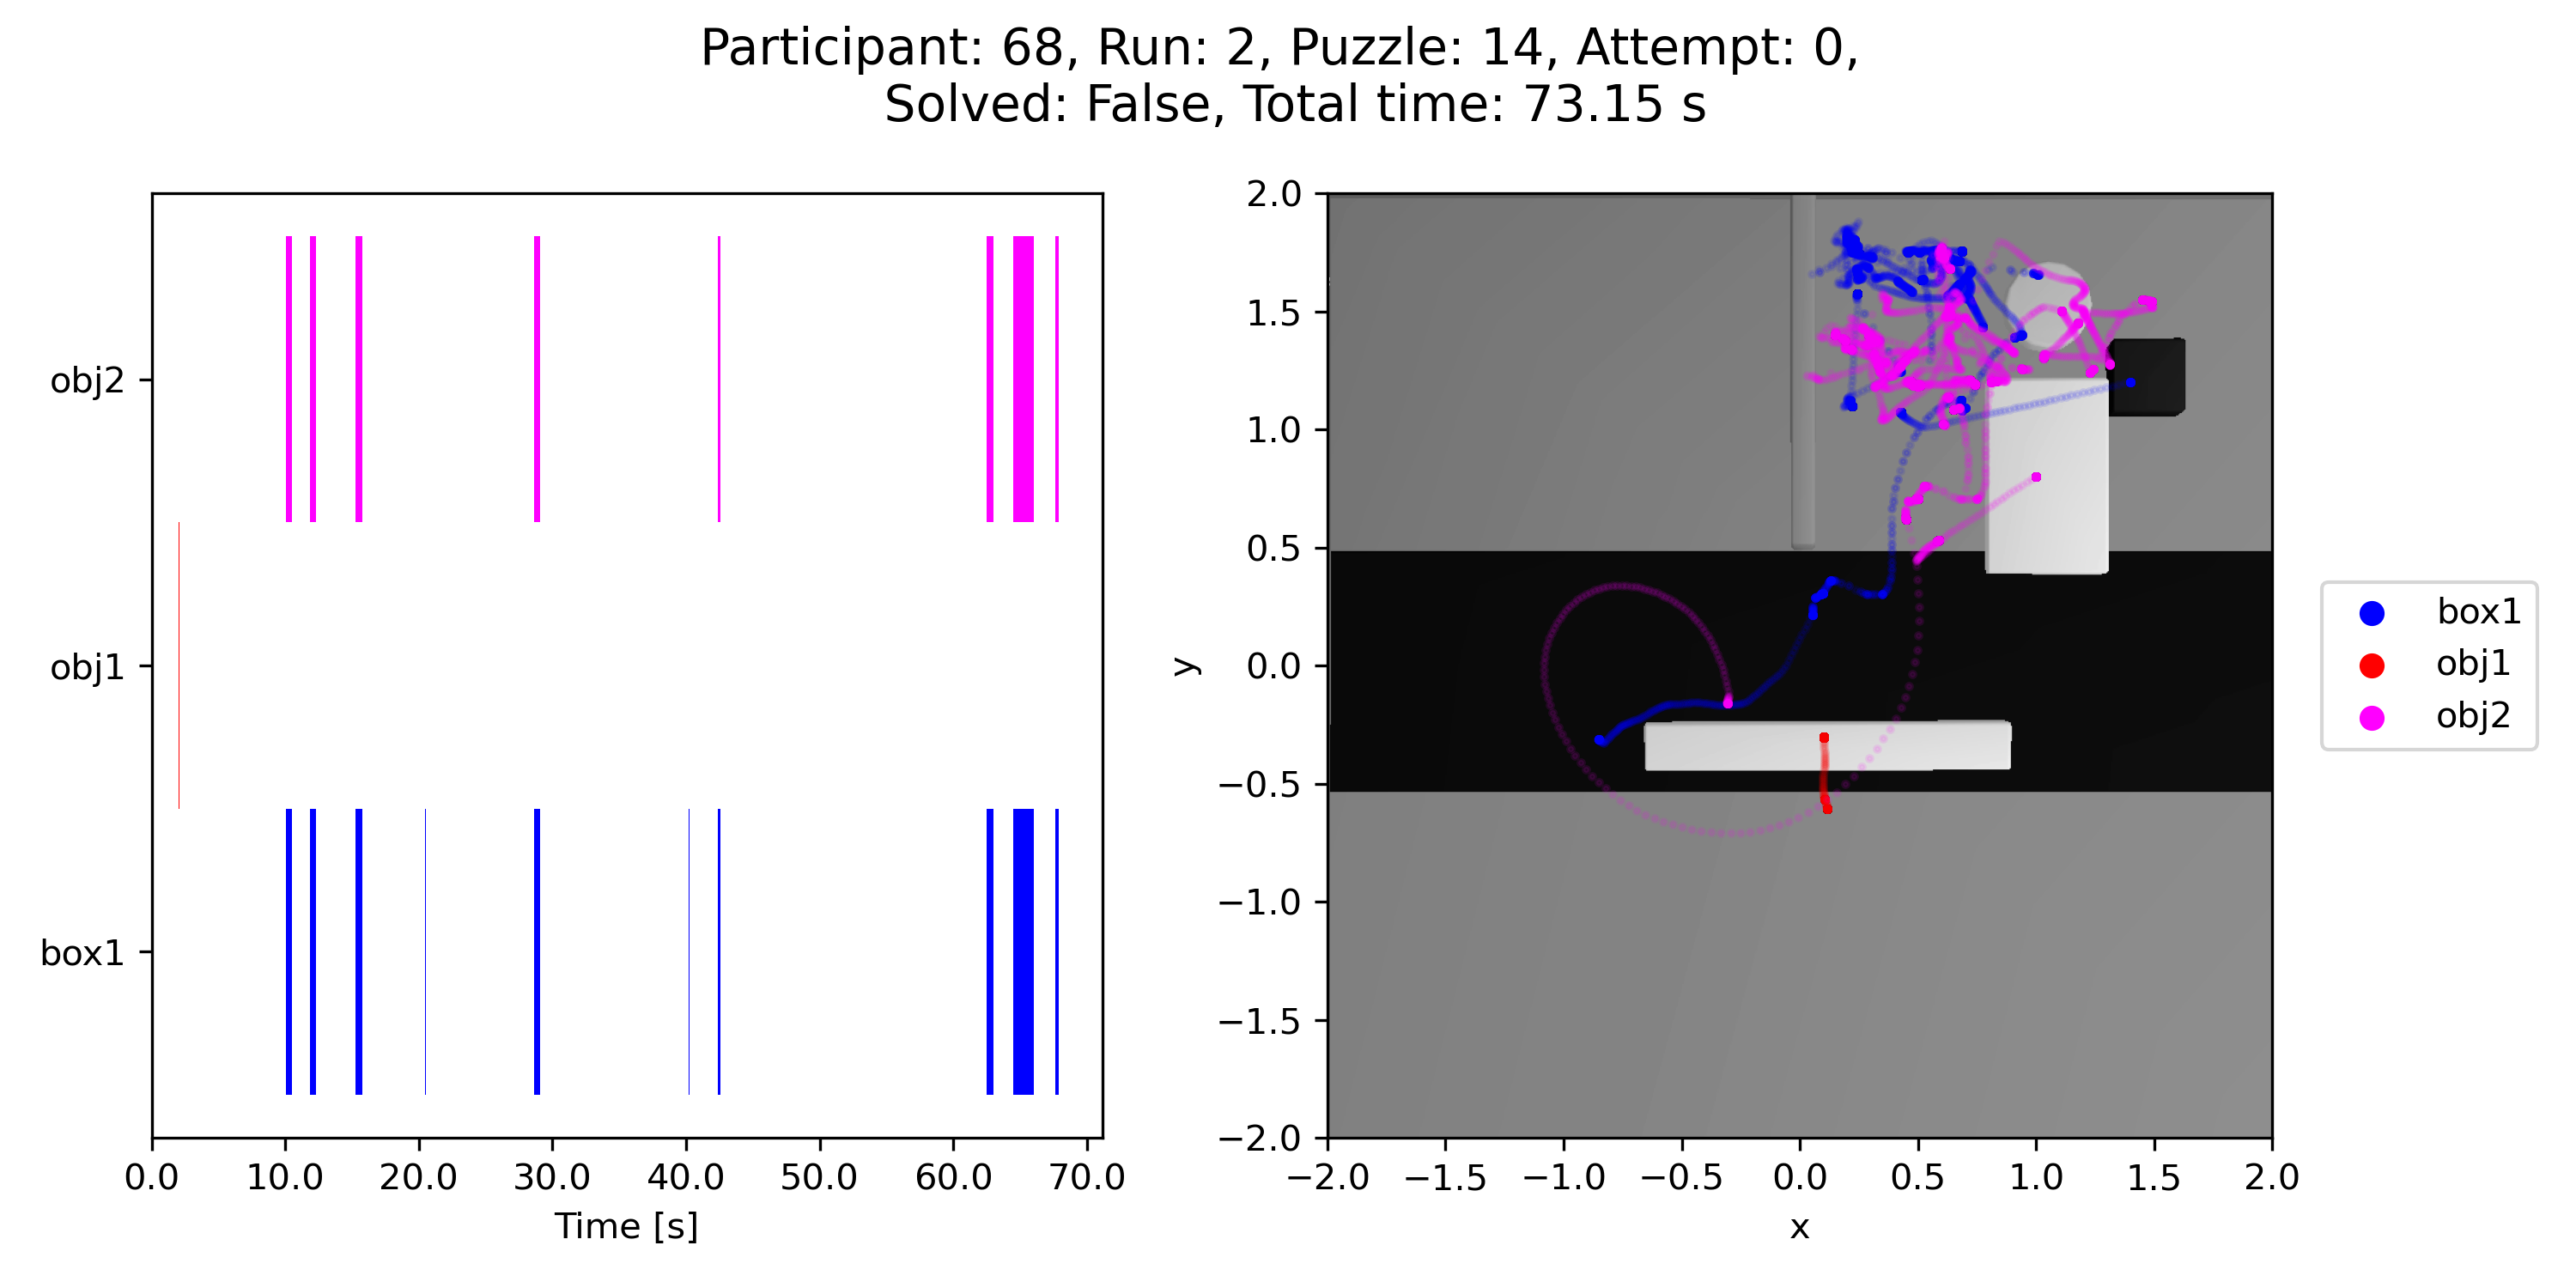 Participant: 68, Run: 2, Puzzle: 14, Attempt: 0,
Solved: False, Total time: 73.15 s
obj2
obj1
box1
0.0 10.0 20.0 30.0 40.0 50.0 60.0 70.0
Time [s]
2.0
1.5
1.0
0.5
0.0
−0.5
−1.0
−1.5
−2.0
y
−2.0 −1.5 −1.0 −0.5 0.0 0.5 1.0 1.5 2.0
x
box1
obj1
obj2